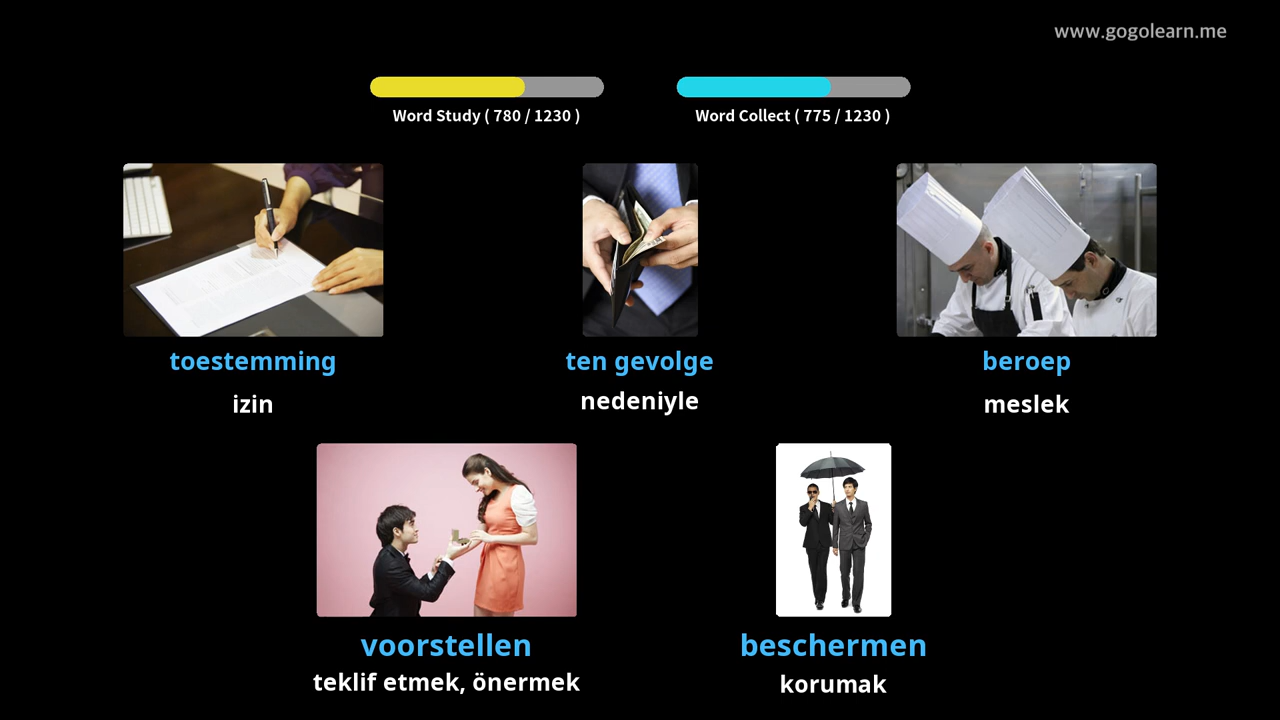 www.gogolearn.me
Word Study ( 780 / 1230 )
Word Collect ( 775 / 1230 )
toestemming
izin
ten gevolge
nedeniyle
beroep
meslek
voorstellen
teklif etmek, önermek
beschermen
korumak